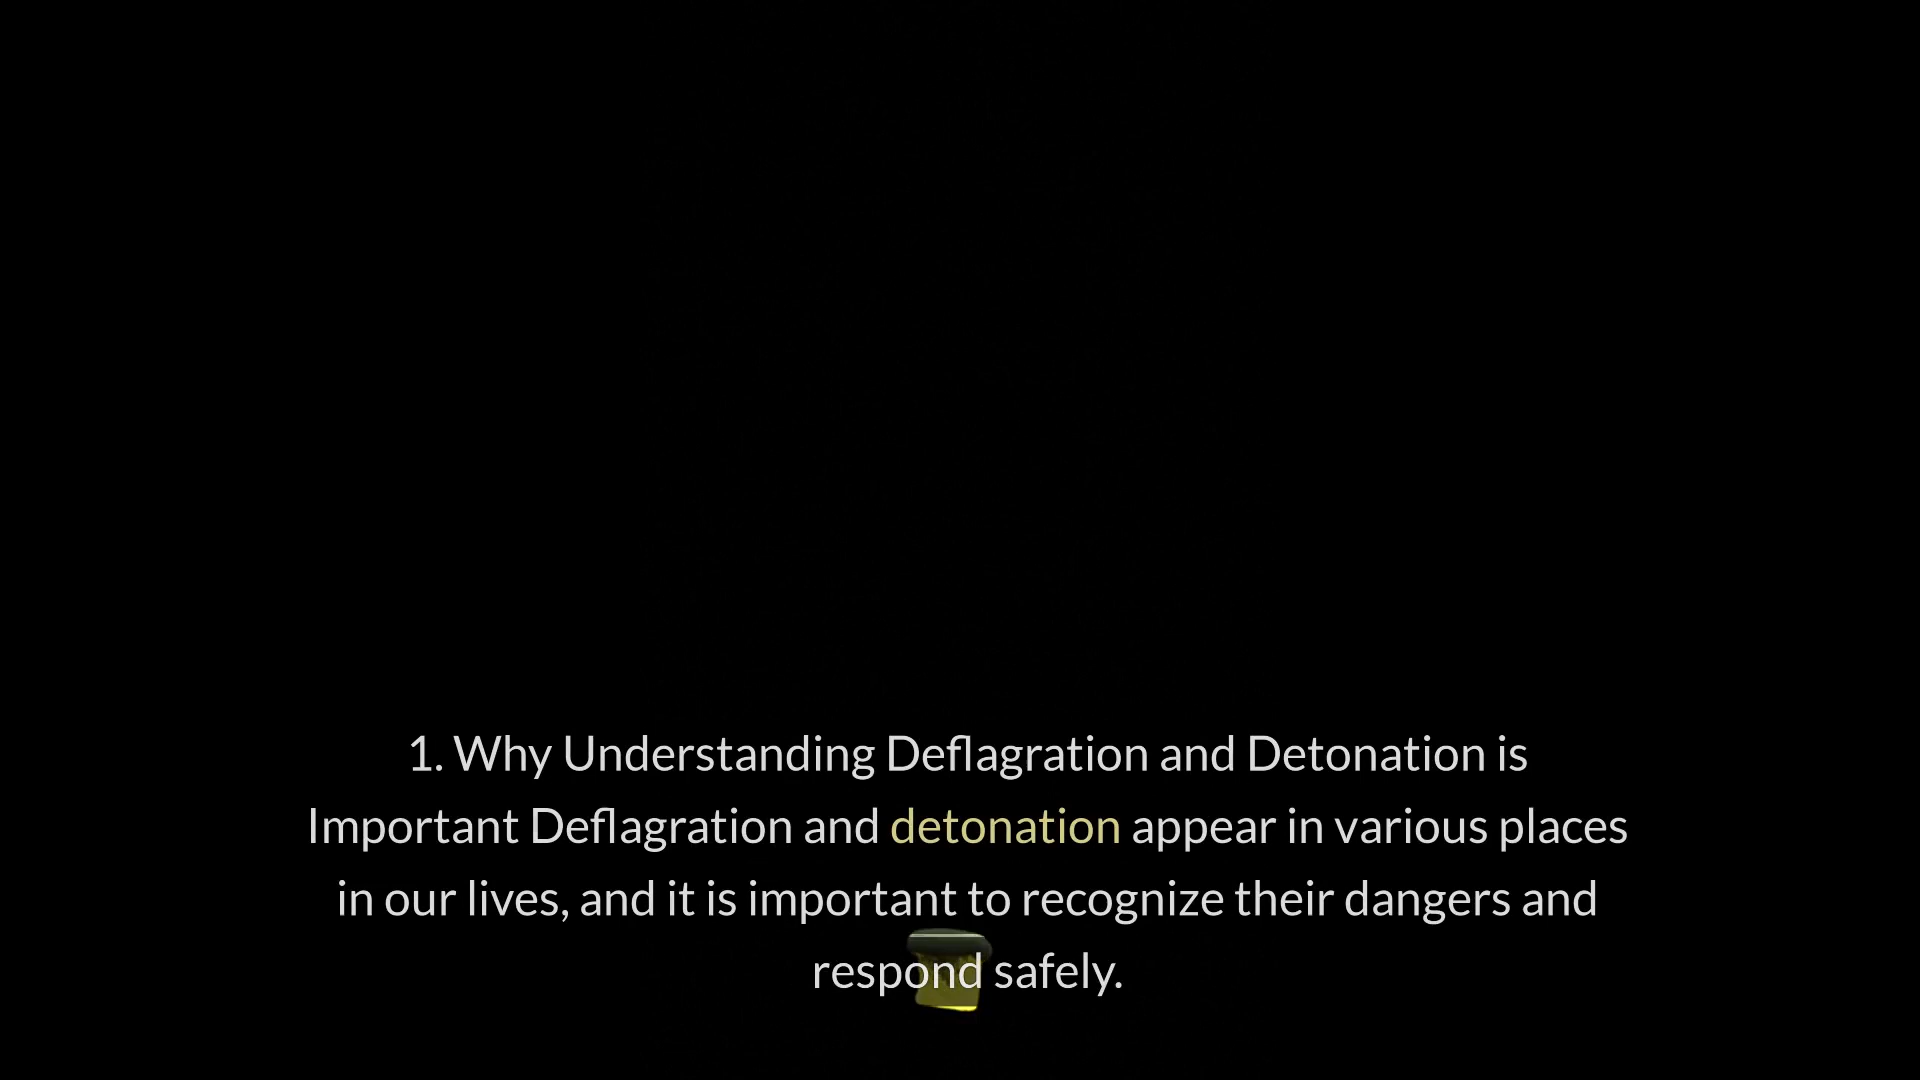 1. Why Understanding Deflagration and Detonation is
Important Deflagration and detonation appear in various places
in our lives, and it is important to recognize their dangers and
respond safely.